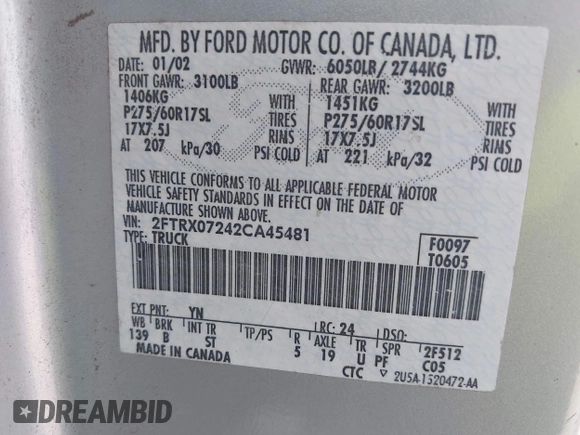 MFD. BY FORD MOTOR CO. OF CANADA, LTD.
DATE: 01/02 GVWR: 6050LB/ 2744KG
FRONT GAWR: 3100LB REAR GAWR: 3200LB
1406KG WITH 1451KG WITH
P275/60R17SL TIRES P275/60R17SL TIRES
17X7.5J RIMS 17X7.5J RIMS
AT 207 kPa/30 PSI COLD AT 221 kPa/32 PSI COLD
THIS VEHICLE CONFORMS TO ALL APPLICABLE FEDERAL MOTOR
VEHICLE SAFETY STANDARDS IN EFFECT ON THE DATE OF
MANUFACTURE SHOWN ABOVE.
VIN: 2FTRX07242CA45481
TYPE: TRUCK
F0097
T0605
EXT PNT: YN RC: 24 DSO:
WB BRK INT TR TP/PS R AXLE TR SPR 2F512
139 B ST 5 19 U PF C05
MADE IN CANADA CTC 2U5A-1520472-AA
DREAMBID